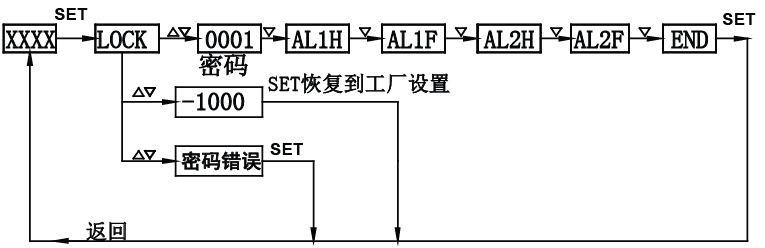 SET SET
XXXX LOCK △▽ 0001 ▽ AL1H ▽ AL1F ▽ AL2H ▽ AL2F ▽ END
密码
△▽ -1000 SET恢复到工厂设置
△▽ 密码错误 SET
返回